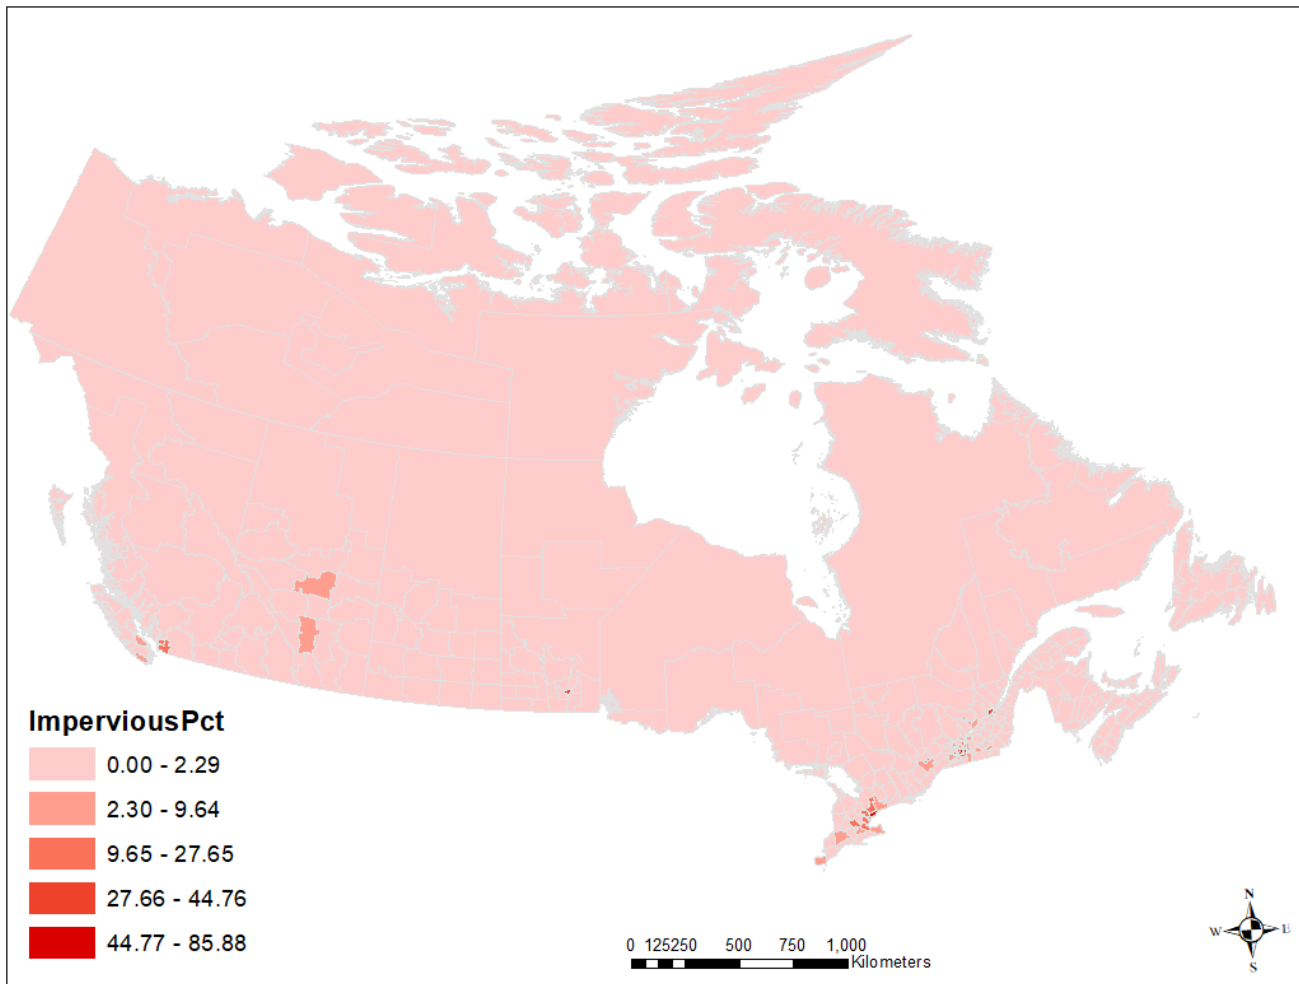 ImperviousPct
0.00 - 2.29
2.30 - 9.64
9.65 - 27.65
27.66 - 44.76
44.77 - 85.88
0 125250 500 750 1,000
Kilometers
N
W E
S